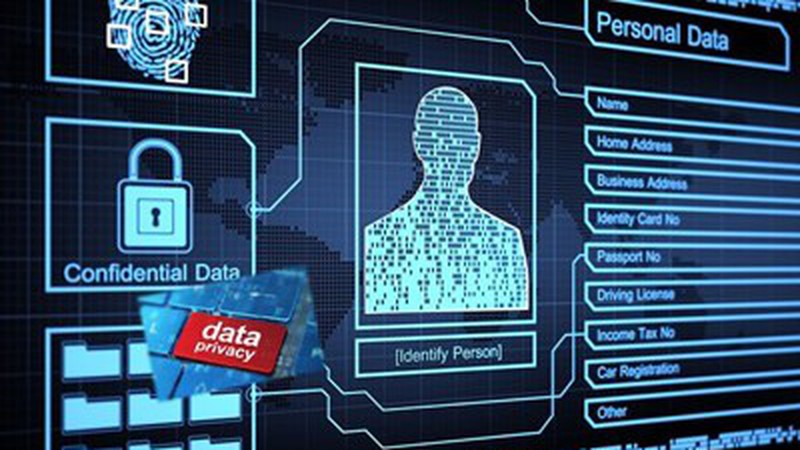 Personal Data
Name
Home Address
Business Address
Identity Card No
Passport No
Driving License
Income Tax No
Car Registration
Other
Confidential Data
data
privacy
[Identify Person]